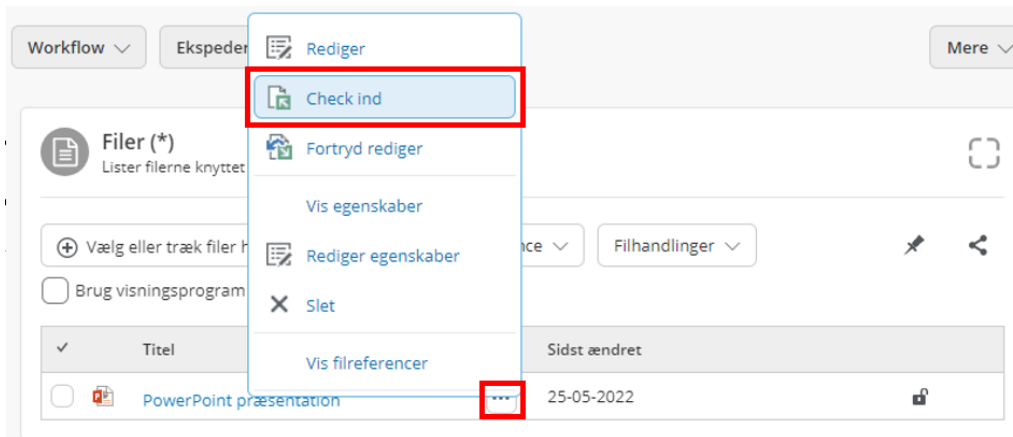 Workflow
Ekspeder
Mere
Rediger
Check ind
Fortryd rediger
Vis egenskaber
Rediger egenskaber
Slet
Vis filreferencer
Filer (*)
Lister filerne knyttet
Vælg eller træk filer
Filhandlinger
Brug visningsprogram
Titel
Sidst ændret
PowerPoint præsentation
...
25-05-2022